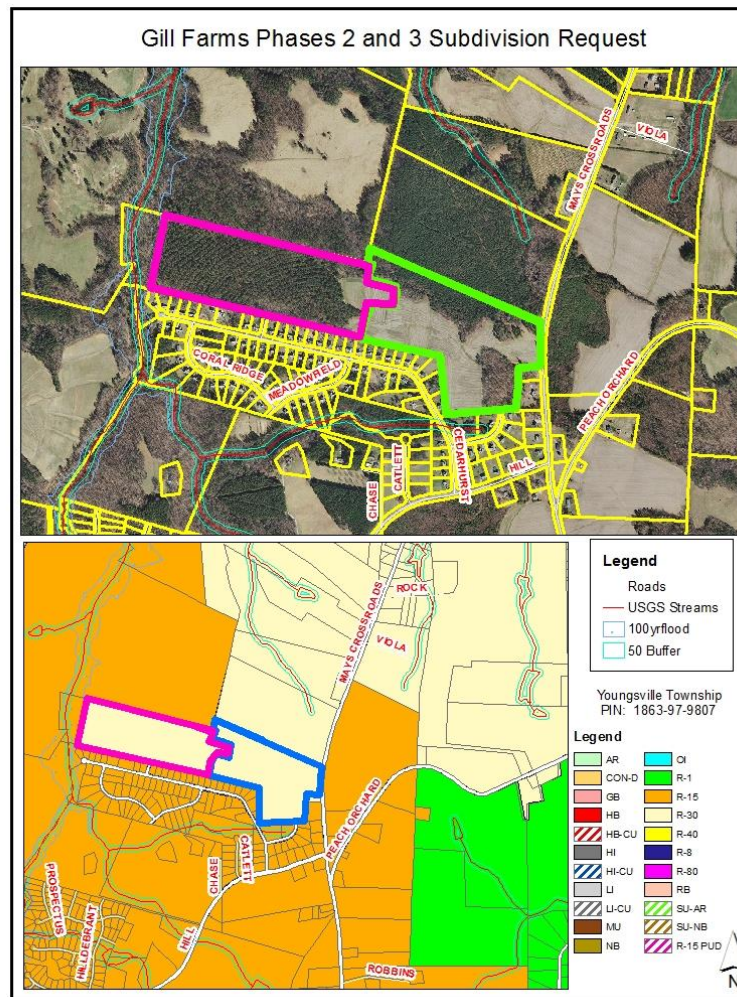 Gill Farms Phases 2 and 3 Subdivision Request
VIOLA
MAYS CROSSROADS
PEACH ORCHARD
CORAL RIDGE
MEADOWFIELD
CEDARHURST
HILL
CATLETT
CHASE
ROCK
MAYS CROSSROADS
VIOLA
PEACH ORCHARD
CATLETT
CHASE
HILL
PROSPECTUS
HILLDEBRANT
ROBBINS
Legend
Roads
USGS Streams
100yrflood
50 Buffer
Youngsville Township
PIN: 1863-97-9807
Legend
AR
CON-D
GB
HB
HB-CU
HI
HI-CU
LI
LI-CU
MU
NB
OI
R-1
R-15
R-30
R-40
R-8
R-80
RB
SU-AR
SU-NB
R-15 PUD
N